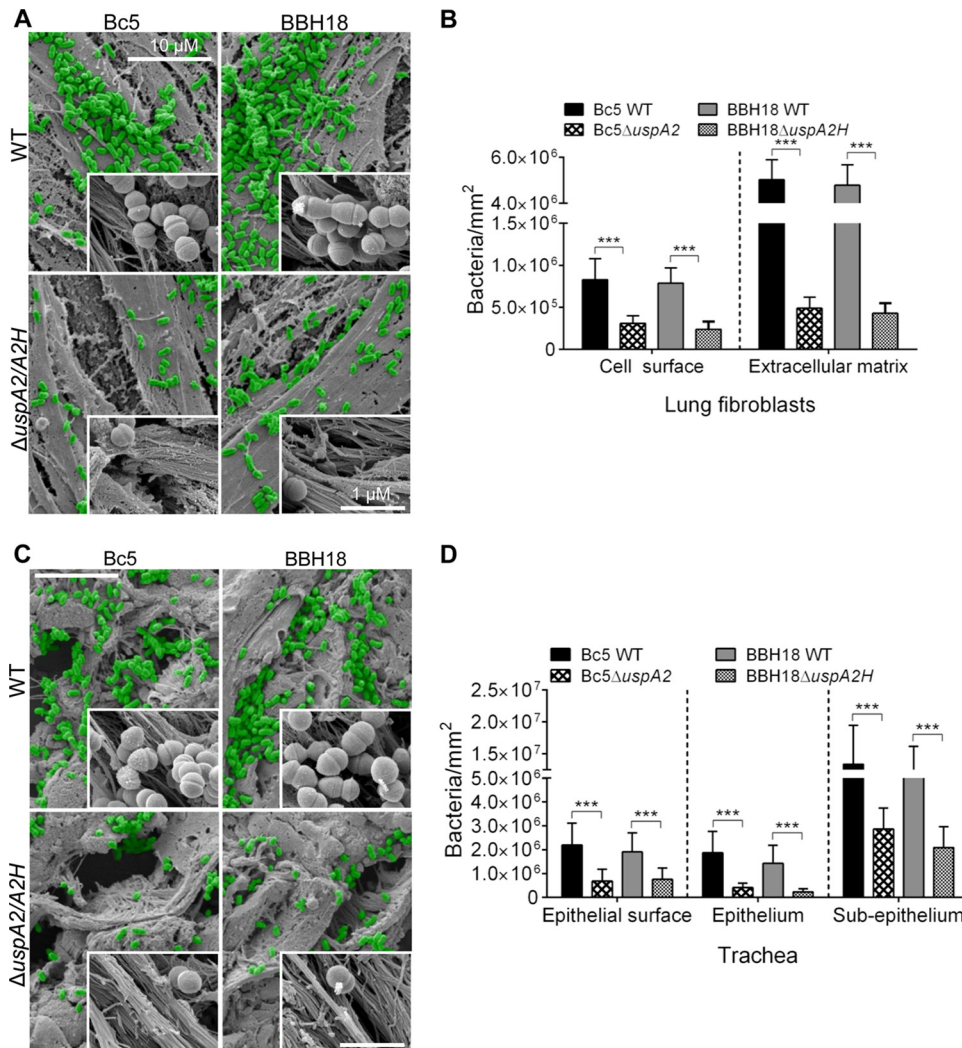 A
Bc5
BBH18
10 µM
WT
ΔuspA2/A2H
1 µM
B
Bc5 WT
BBH18 WT
Bc5ΔuspA2
BBH18ΔuspA2H
Bacteria/mm²
6.0×10⁶
4.0×10⁶
1.5×10⁶
1.0×10⁶
5.0×10⁵
0
***
***
***
***
Cell surface
Extracellular matrix
Lung fibroblasts
C
Bc5
BBH18
WT
ΔuspA2/A2H
D
Bc5 WT
BBH18 WT
Bc5ΔuspA2
BBH18ΔuspA2H
Bacteria/mm²
2.5×10⁷
2.0×10⁷
1.5×10⁷
1.0×10⁷
5.0×10⁶
4.0×10⁶
3.0×10⁶
2.0×10⁶
1.0×10⁶
0
***
***
***
***
***
***
Epithelial surface
Epithelium
Sub-epithelium
Trachea